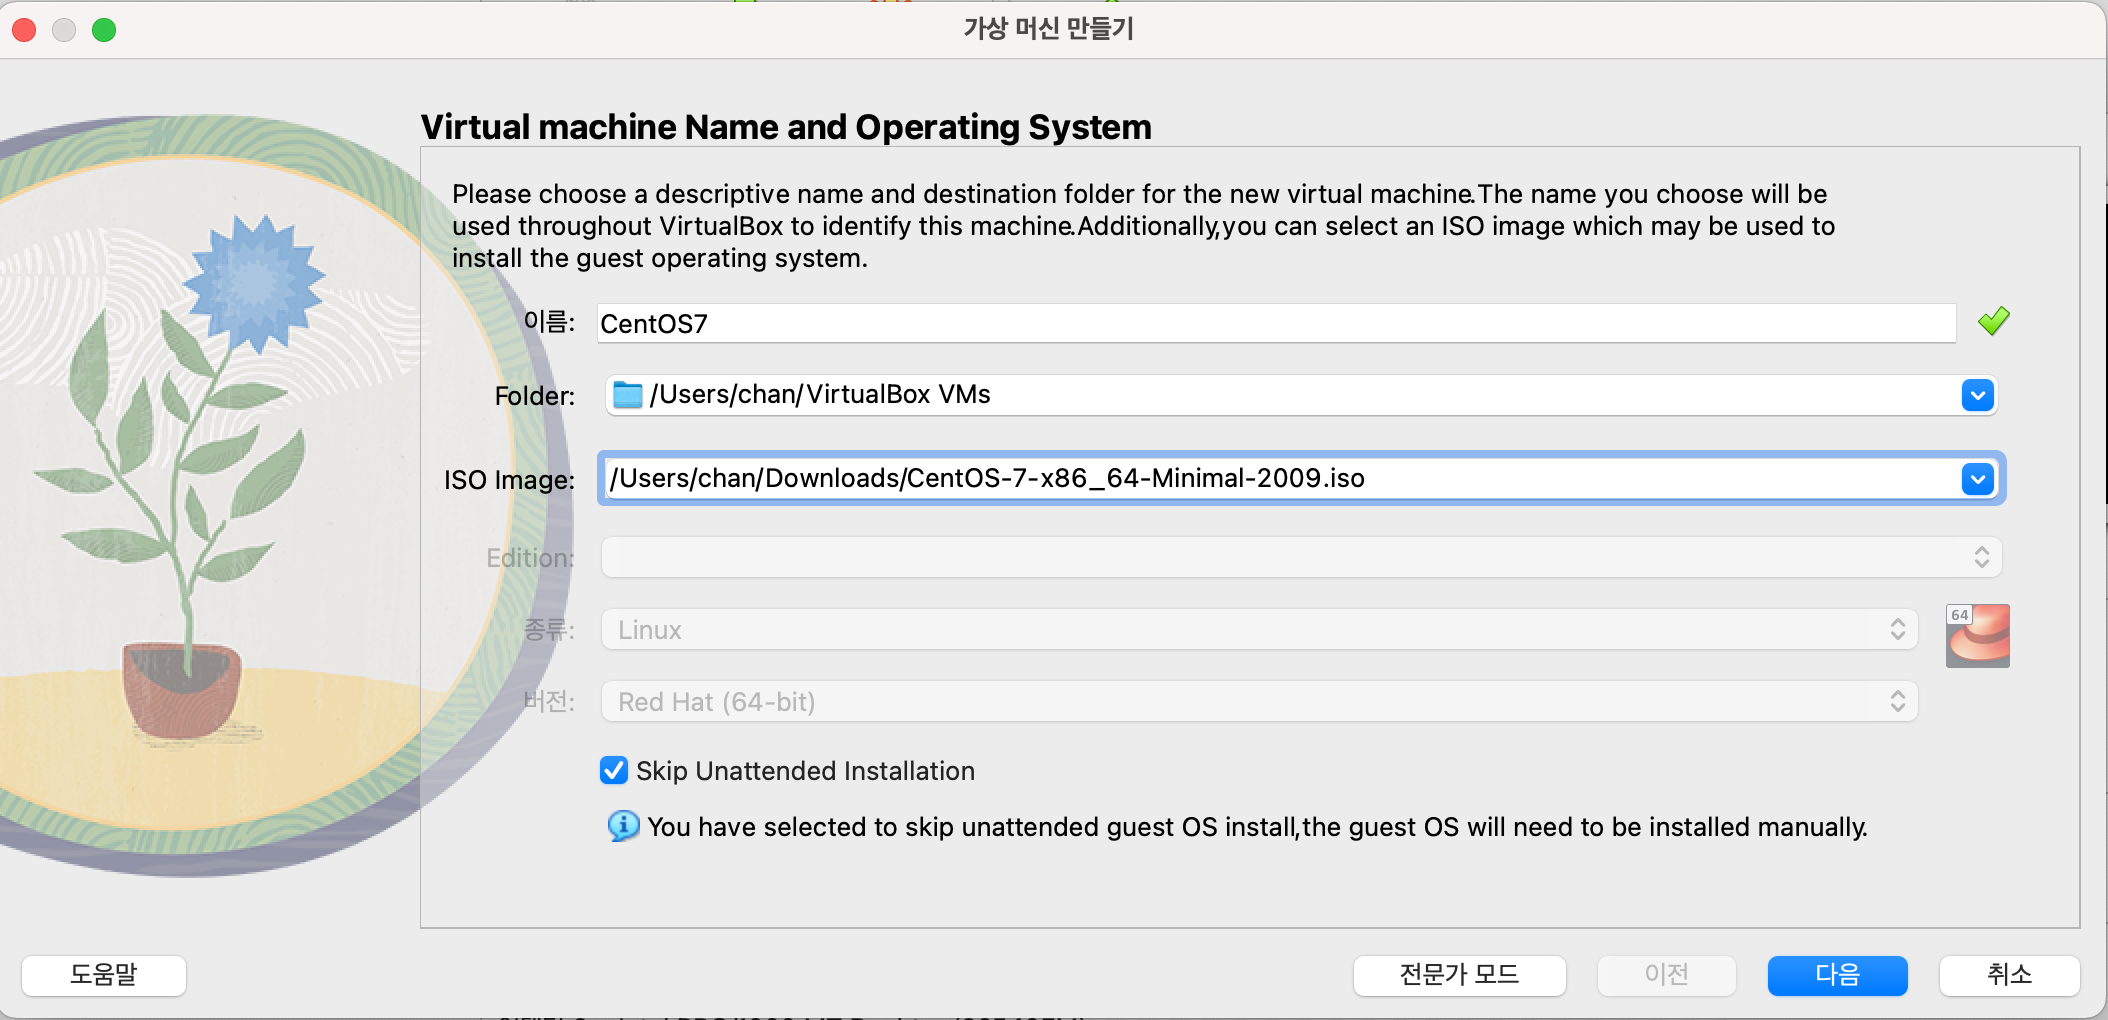 가상 머신 만들기
Virtual machine Name and Operating System
Please choose a descriptive name and destination folder for the new virtual machine.The name you choose will be
used throughout VirtualBox to identify this machine.Additionally,you can select an ISO image which may be used to
install the guest operating system.
이름: CentOS7
Folder: /Users/chan/VirtualBox VMs
ISO Image: /Users/chan/Downloads/CentOS-7-x86_64-Minimal-2009.iso
Edition:
종류: Linux
64
버전: Red Hat (64-bit)
Skip Unattended Installation
You have selected to skip unattended guest OS install,the guest OS will need to be installed manually.
도움말
전문가 모드
이전
다음
취소